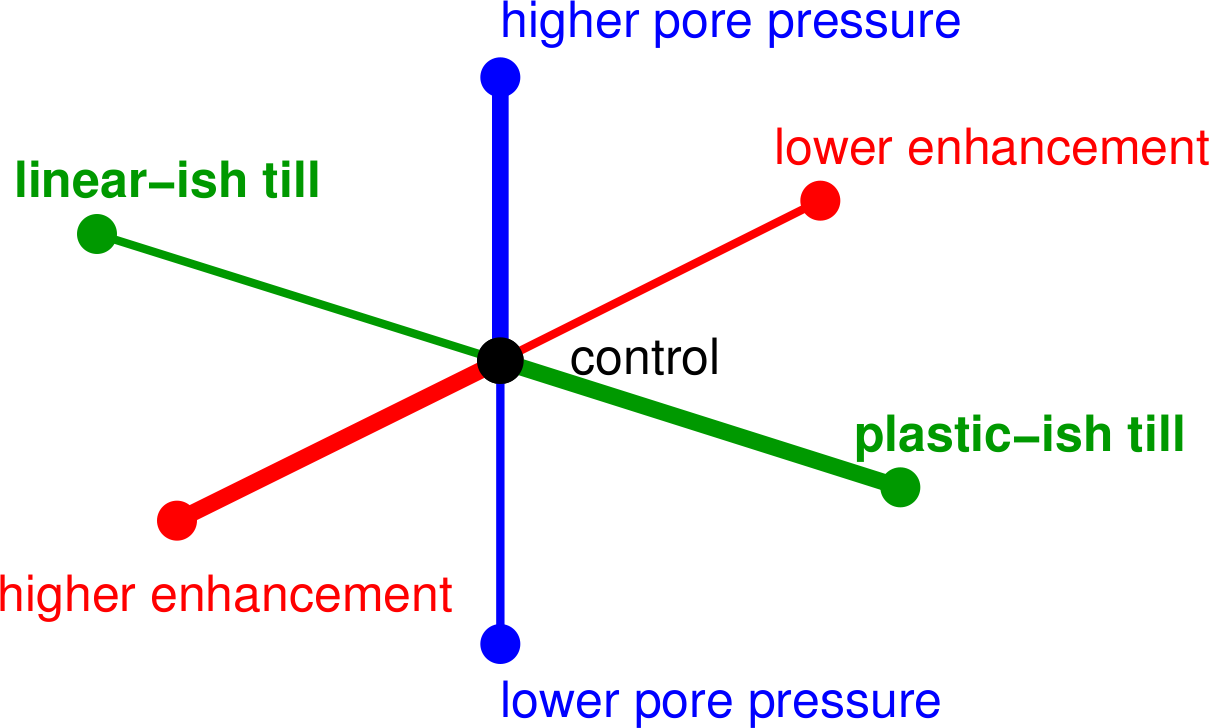 higher pore pressure
lower enhancement
linear−ish till
control
plastic−ish till
higher enhancement
lower pore pressure